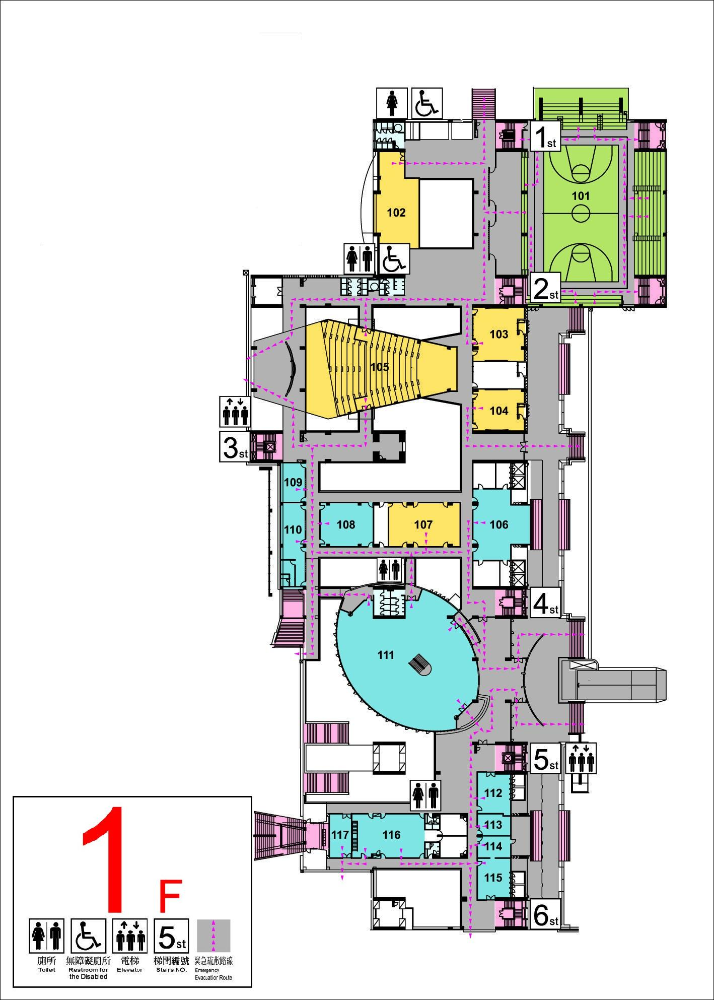 1st
101
102
2st
103
105
104
3st
109
108
107
106
110
4st
111
5st
112
113
117
116
114
115
6st
1F
5st
廁所
無障礙廁所
電梯
梯間編號
緊急疏散路線
Toilet
Restroom for
the Disabled
Elevator
Stairs NO.
Emergency
Evacuation Route